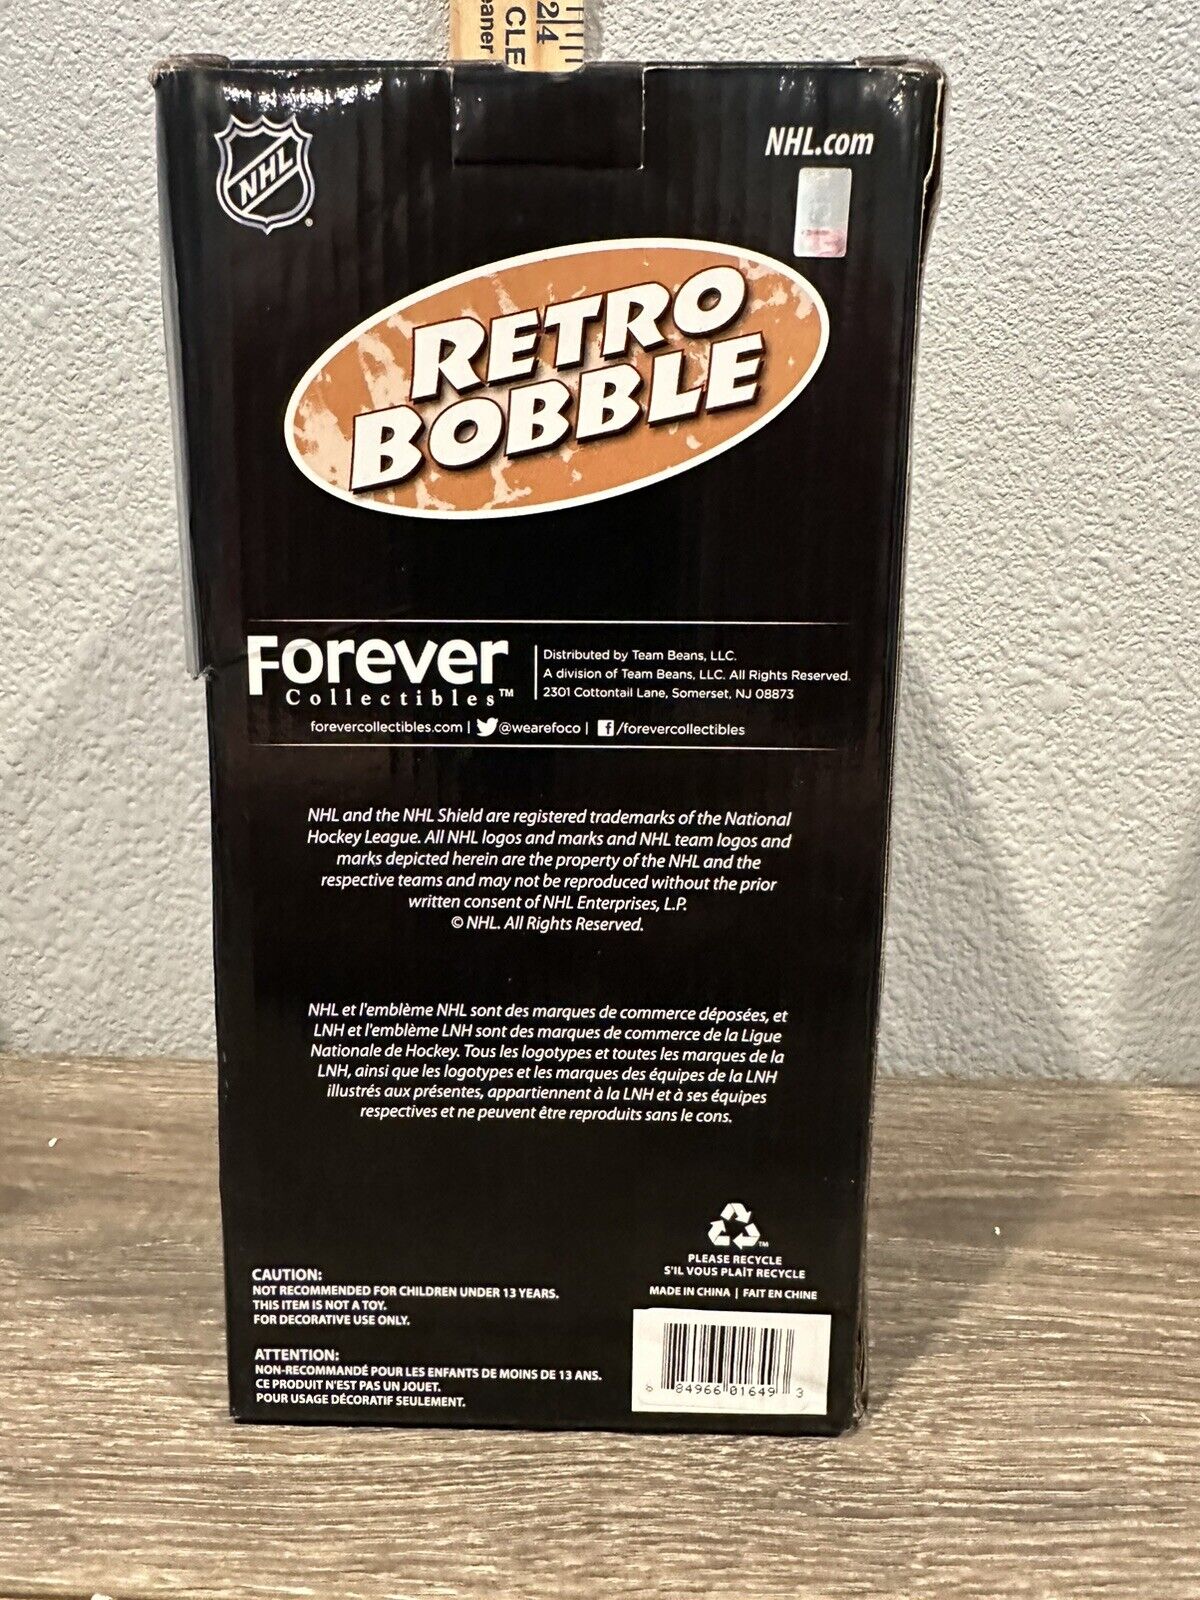 24
CLE
eaner
NHL
NHL.com
RETRO
BOBBLE
Forever
Collectibles™
Distributed by Team Beans, LLC.
A division of Team Beans, LLC. All Rights Reserved.
2301 Cottontail Lane, Somerset, NJ 08873
forevercollectibles.com | @wearefoco | f /forevercollectibles
NHL and the NHL Shield are registered trademarks of the National
Hockey League. All NHL logos and marks and NHL team logos and
marks depicted herein are the property of the NHL and the
respective teams and may not be reproduced without the prior
written consent of NHL Enterprises, L.P.
© NHL. All Rights Reserved.
NHL et l'emblème NHL sont des marques de commerce déposées, et
LNH et l'emblème LNH sont des marques de commerce de la Ligue
Nationale de Hockey. Tous les logotypes et toutes les marques de la
LNH, ainsi que les logotypes et les marques des équipes de la LNH
illustrés aux présentes, appartiennent à la LNH et à ses équipes
respectives et ne peuvent être reproduits sans le cons.
PLEASE RECYCLE
S'IL VOUS PLAÎT RECYCLE
MADE IN CHINA | FAIT EN CHINE
CAUTION:
NOT RECOMMENDED FOR CHILDREN UNDER 13 YEARS.
THIS ITEM IS NOT A TOY.
FOR DECORATIVE USE ONLY.
ATTENTION:
NON-RECOMMANDÉ POUR LES ENFANTS DE MOINS DE 13 ANS.
CE PRODUIT N'EST PAS UN JOUET.
POUR USAGE DÉCORATIF SEULEMENT.
84966 01649 3